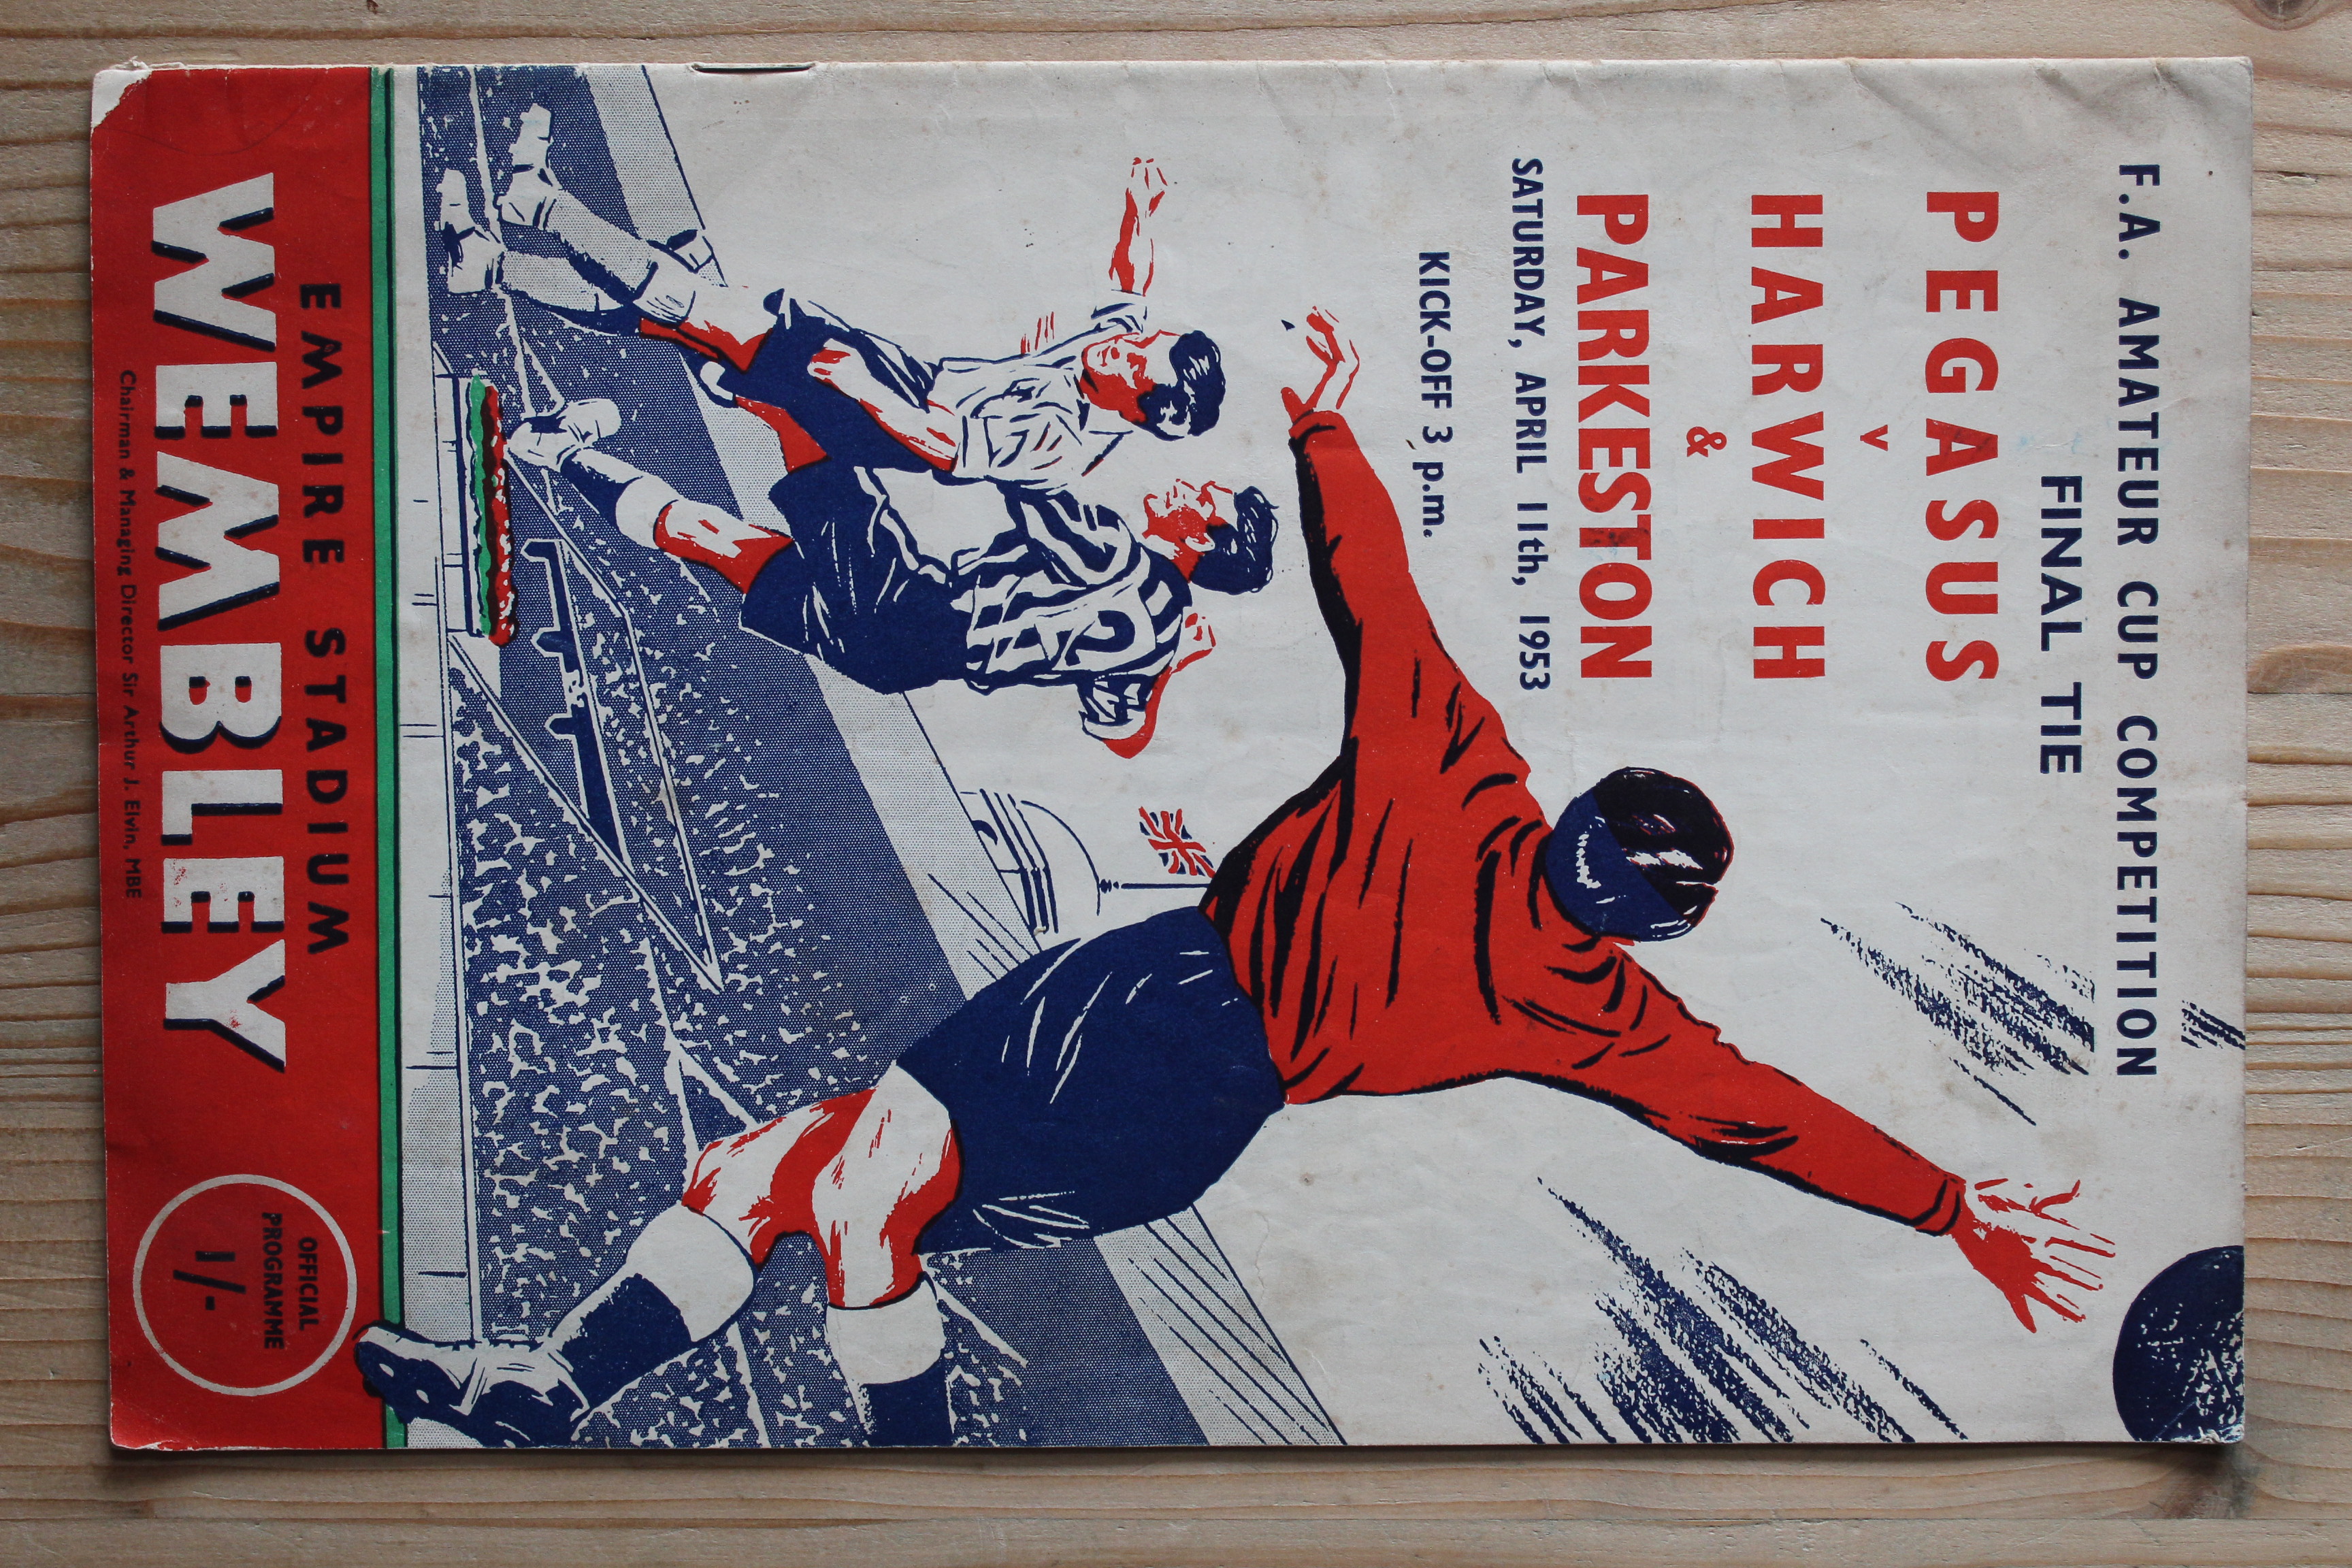 F.A. AMATEUR CUP COMPETITION
FINAL TIE
PEGASUS
v
HARWICH
&
PARKESTON
SATURDAY, APRIL 11th, 1953
KICK-OFF 3 p.m.
2
EMPIRE STADIUM
WEMBLEY
Chairman & Managing Director Sir Arthur J. Elvin, MBE
OFFICIAL
PROGRAMME
1/-